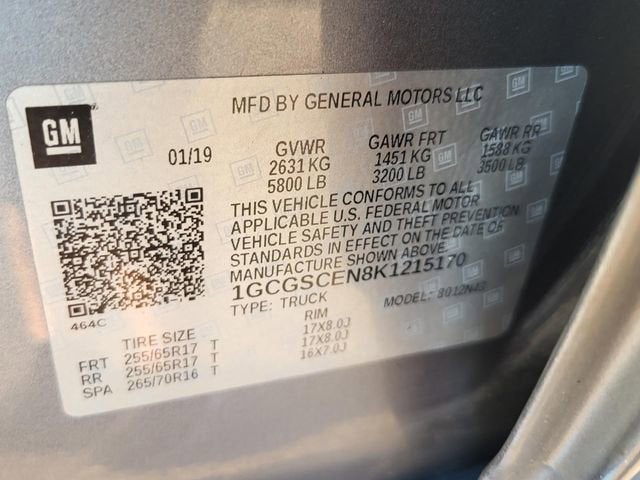 GM
MFD BY GENERAL MOTORS LLC
01/19
GVWR GAWR FRT GAWR RR
2631 KG 1451 KG 1588 KG
5800 LB 3200 LB 3500 LB
THIS VEHICLE CONFORMS TO ALL
APPLICABLE U.S. FEDERAL MOTOR
VEHICLE SAFETY AND THEFT PREVENTION
STANDARDS IN EFFECT ON THE DATE OF
MANUFACTURE SHOWN ABOVE.
1GCGSCEN8K1215170
TYPE: TRUCK MODEL: 8012N43
464C
TIRE SIZE RIM
FRT 255/65R17 T 17X8.0J
RR 255/65R17 T 17X8.0J
SPA 265/70R16 T 16X7.0J